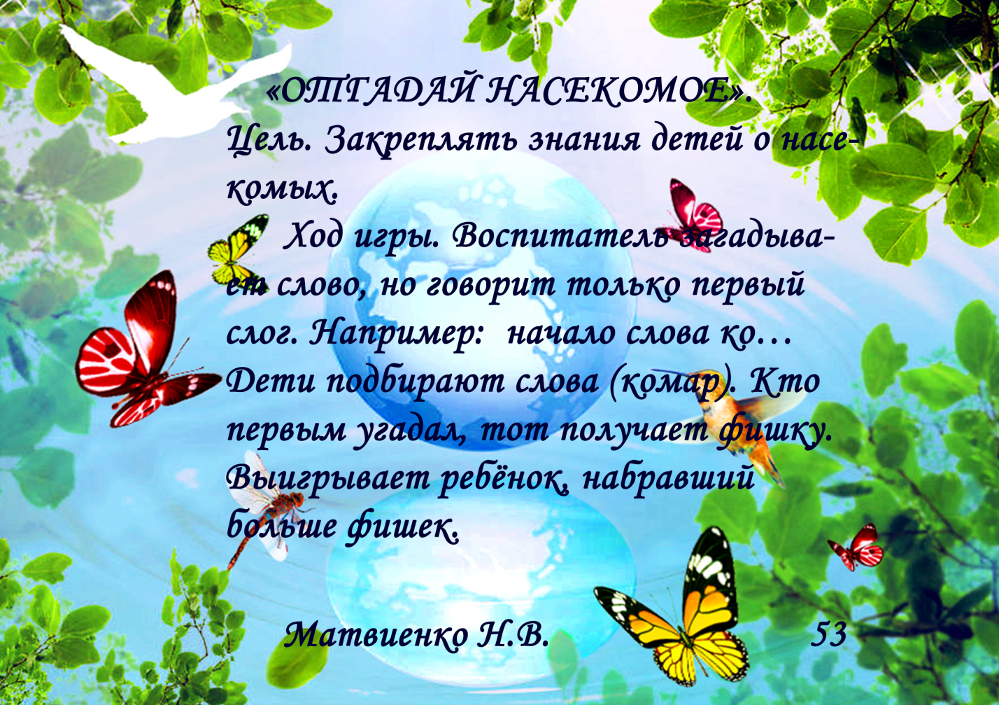 «ОТГАДАЙ НАСЕКОМОЕ».
Цель. Закреплять знания детей о насе-
комых.
Ход игры. Воспитатель загадыва-
ет слово, но говорит только первый
слог. Например: начало слова ко...
Дети подбирают слова (комар). Кто
первым угадал, тот получает фишку.
Выигрывает ребёнок, набравший
больше фишек.
Матвиенко Н.В. 53